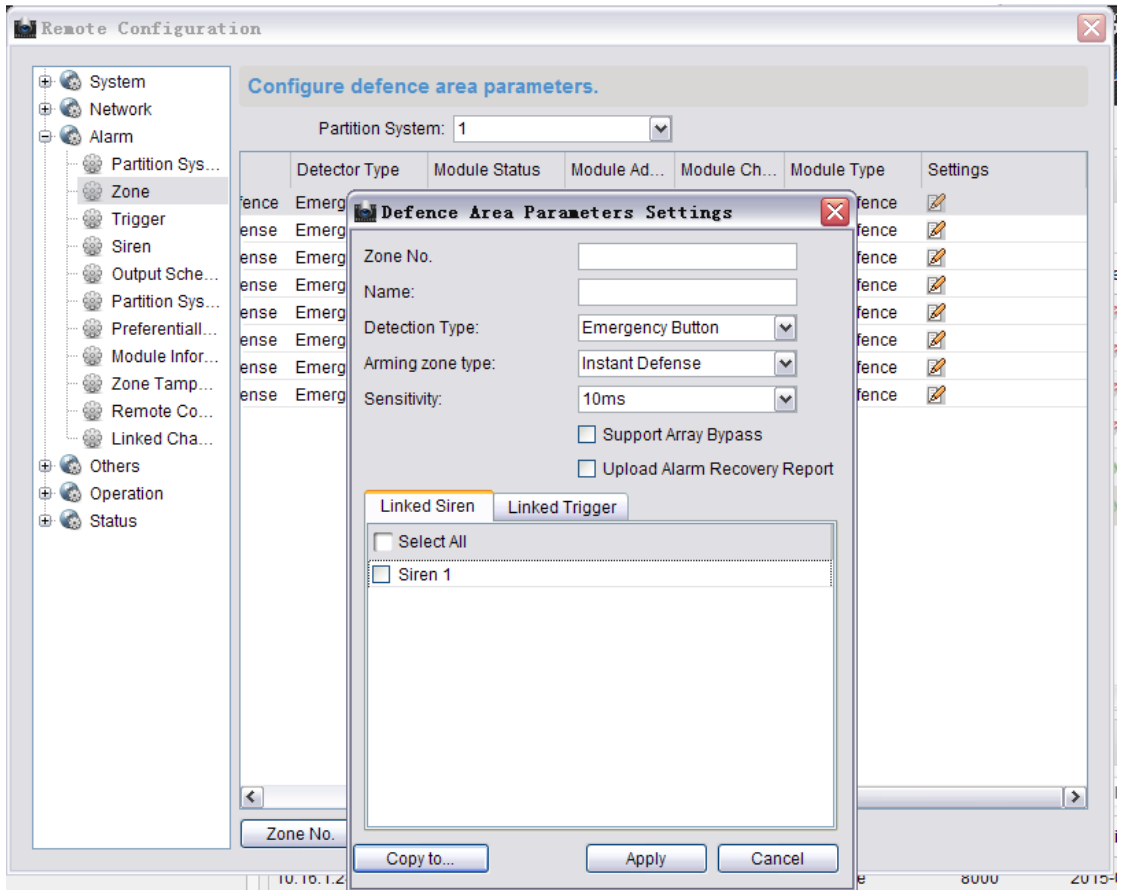 Remote Configuration
System
Network
Alarm
Partition Sys...
Zone
Trigger
Siren
Output Sche...
Partition Sys...
Preferentiall...
Module Infor...
Zone Tamp...
Remote Co...
Linked Cha...
Others
Operation
Status
Configure defence area parameters.
Partition System: 1
Detector Type Module Status Module Ad... Module Ch... Module Type Settings
fence Emerg fence
ense Emerg fence
ense Emerg fence
ense Emerg fence
ense Emerg fence
ense Emerg fence
ense Emerg fence
ense Emerg fence
Zone No.
Defence Area Parameters Settings
Zone No.
Name:
Detection Type: Emergency Button
Arming zone type: Instant Defense
Sensitivity: 10ms
Support Array Bypass
Upload Alarm Recovery Report
Linked Siren Linked Trigger
Select All
Siren 1
Copy to... Apply Cancel
8000